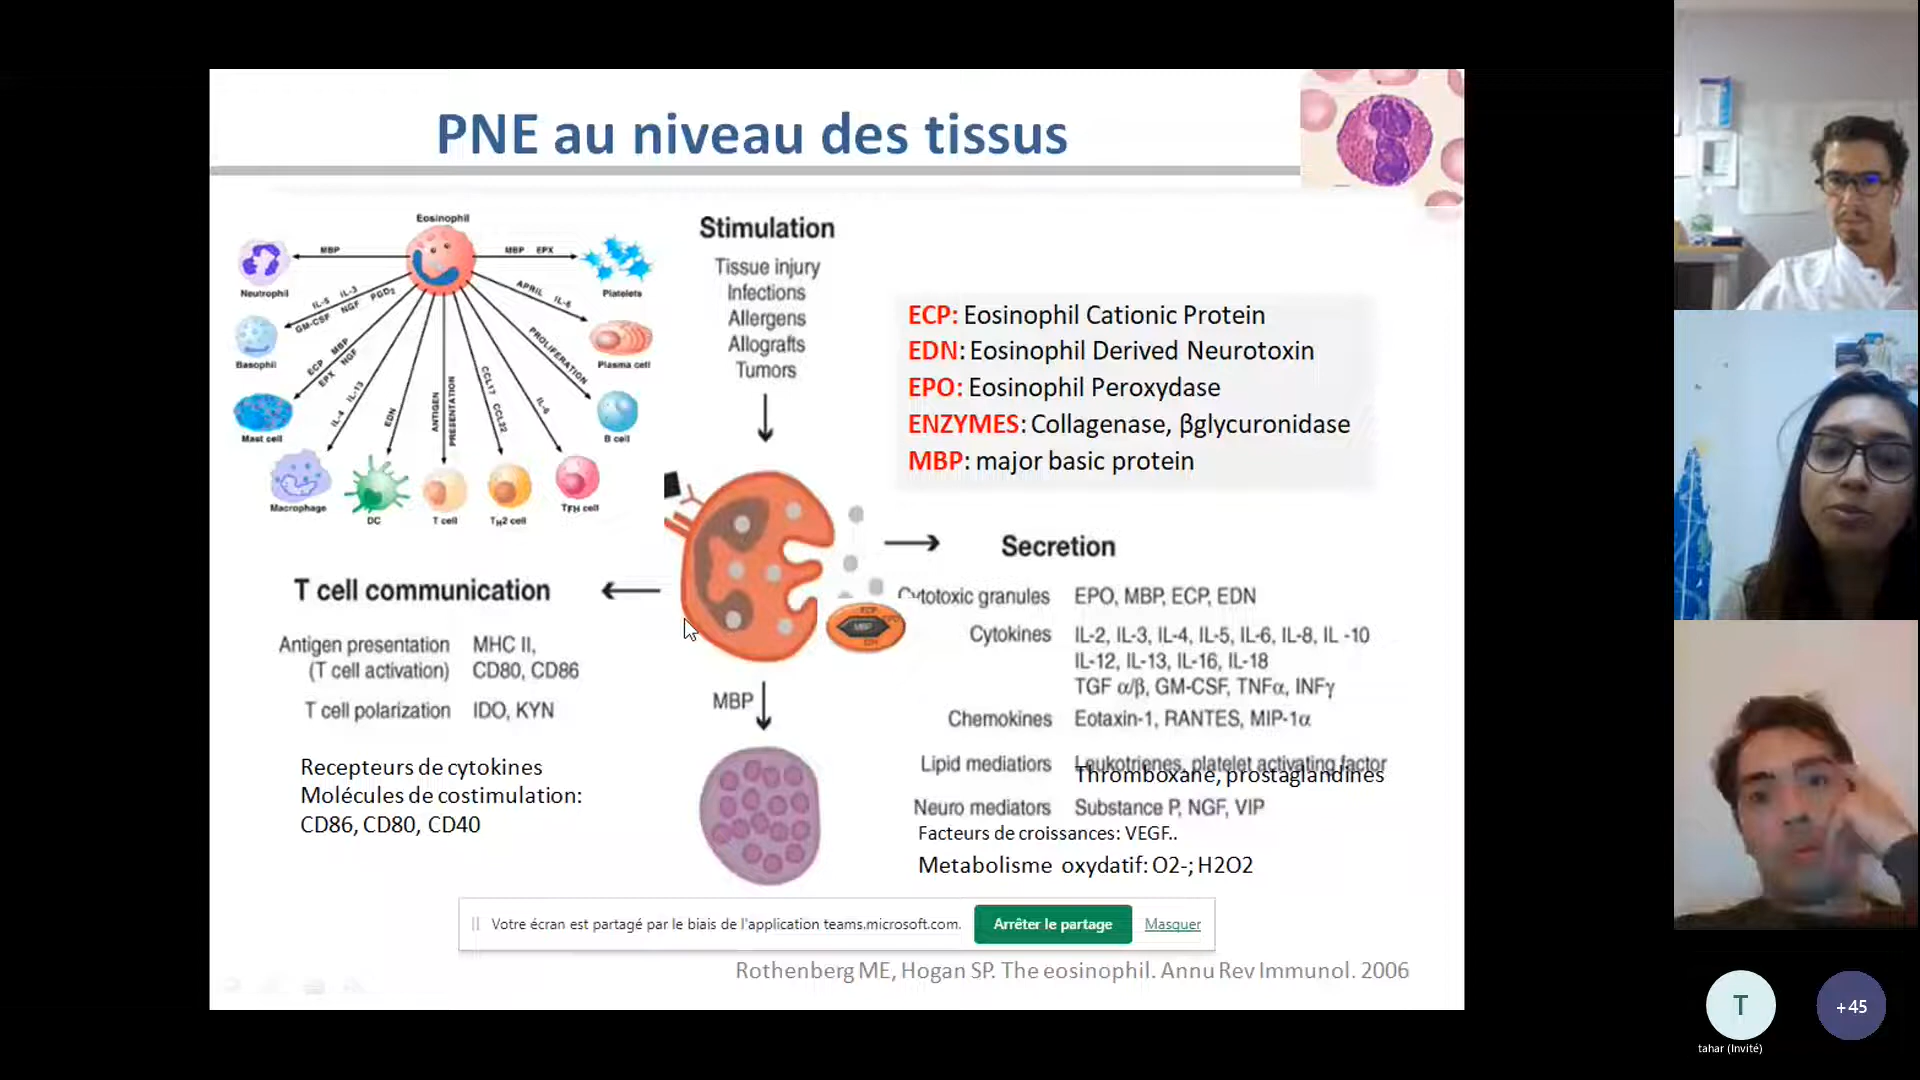 PNE au niveau des tissus
Eosinophil
MBP
MBP EPX
Neutrophil
Platelets
IL-5 IL-3
GM-CSF NGF PGD2
APRIL IL-6
Basophil
Plasma cell
ECP MBP
EPX NGF
PROLIFERATION
Mast cell
B cell
IL-4 IL-13
EDN
ANTIGEN
PRESENTATION
CCL17 CCL22
IL-6
Macrophage
DC
T cell
TH2 cell
TFH cell
Stimulation
Tissue injury
Infections
Allergens
Allografts
Tumors
ECP: Eosinophil Cationic Protein
EDN: Eosinophil Derived Neurotoxin
EPO: Eosinophil Peroxydase
ENZYMES: Collagenase, βglycuronidase
MBP: major basic protein
T cell communication
Antigen presentation MHC II,
(T cell activation) CD80, CD86
T cell polarization IDO, KYN
Recepteurs de cytokines
Molécules de costimulation:
CD86, CD80, CD40
ECP
MBP
EPO
EDN
MBP
Secretion
Cytotoxic granules EPO, MBP, ECP, EDN
Cytokines IL-2, IL-3, IL-4, IL-5, IL-6, IL-8, IL -10
IL-12, IL-13, IL-16, IL-18
TGF α/β, GM-CSF, TNFα, INFγ
Chemokines Eotaxin-1, RANTES, MIP-1α
Lipid mediatiors Leukotrienes, platelet activating factor
Thromboxane, prostaglandines
Neuro mediators Substance P, NGF, VIP
Facteurs de croissances: VEGF..
Metabolisme oxydatif: O2-; H2O2
Votre écran est partagé par le biais de l'application teams.microsoft.com.
Arrêter le partage
Masquer
Rothenberg ME, Hogan SP. The eosinophil. Annu Rev Immunol. 2006
T
+45
tahar (Invité)